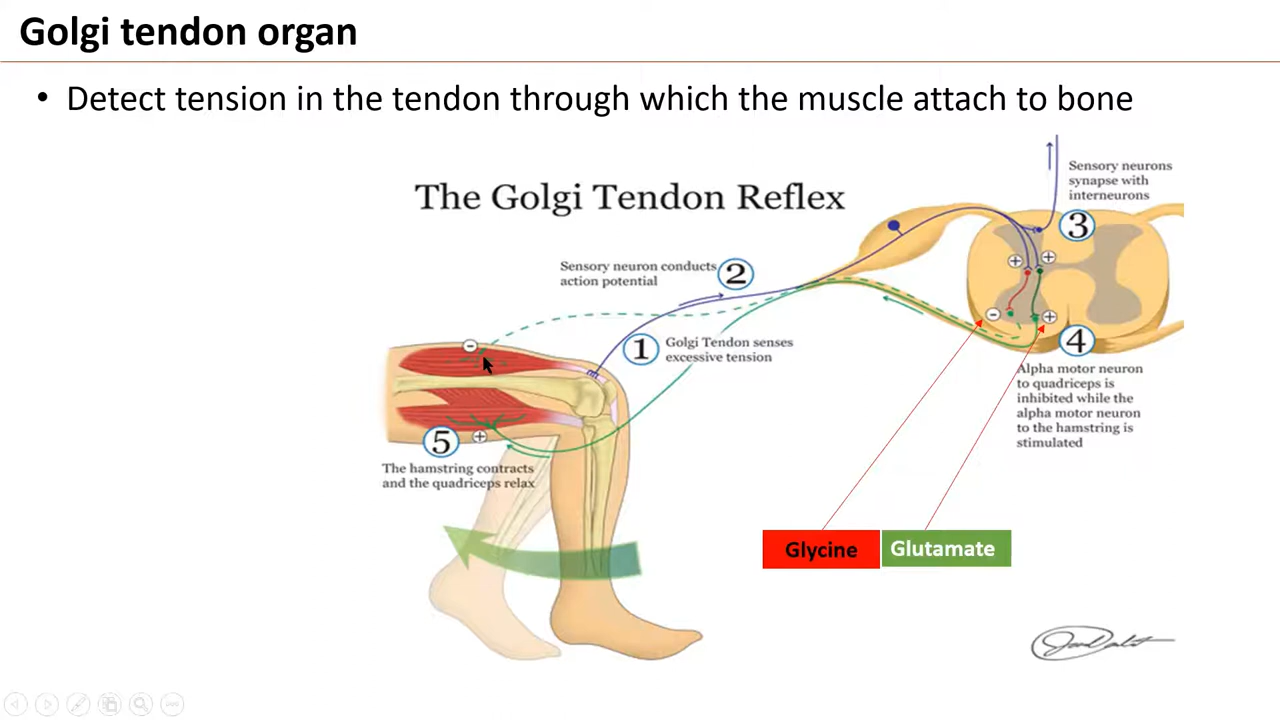 Golgi tendon organ
• Detect tension in the tendon through which the muscle attach to bone
The Golgi Tendon Reflex
Sensory neurons
synapse with
interneurons
3
Sensory neuron conducts
action potential
2
1
Golgi Tendon senses
excessive tension
4
Alpha motor neuron
to quadriceps is
inhibited while the
alpha motor neuron
to the hamstring is
stimulated
5
The hamstring contracts
and the quadriceps relax
+
+
−
+
−
+
Glycine
Glutamate